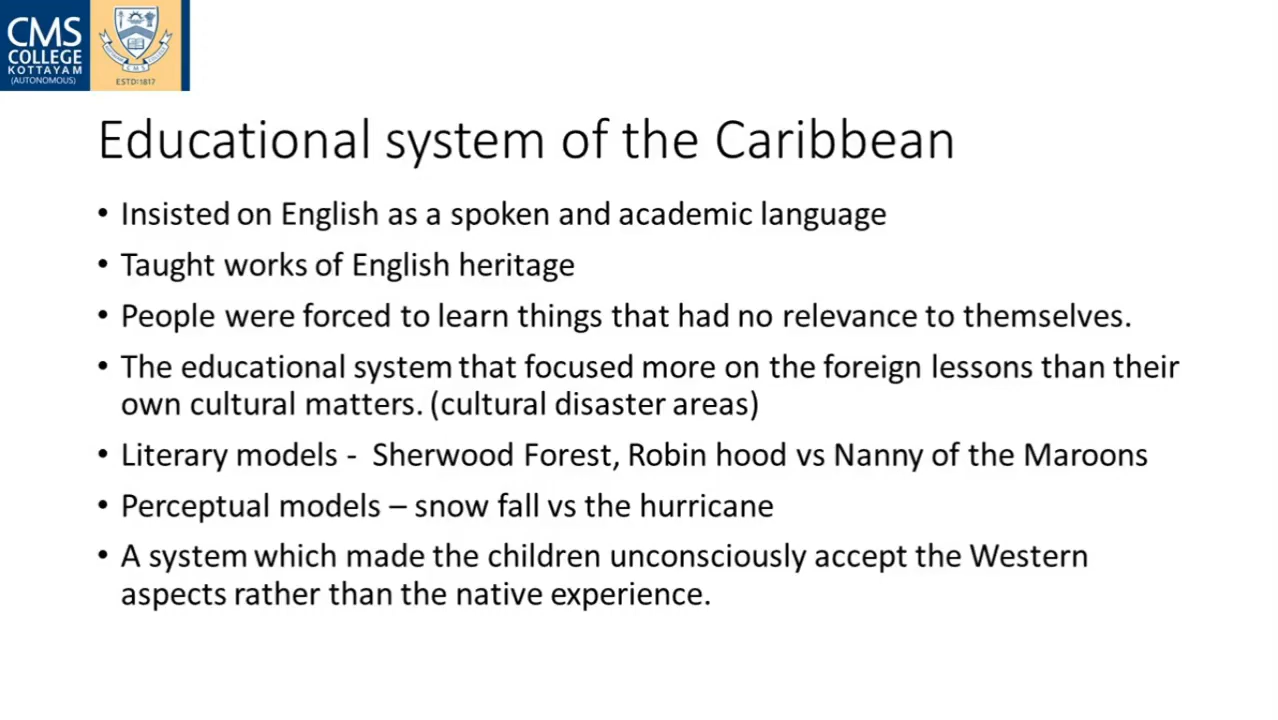 CMS
COLLEGE
KOTTAYAM
(AUTONOMOUS)
ESTD:1817
Educational system of the Caribbean
• Insisted on English as a spoken and academic language
• Taught works of English heritage
• People were forced to learn things that had no relevance to themselves.
• The educational system that focused more on the foreign lessons than their
own cultural matters. (cultural disaster areas)
• Literary models - Sherwood Forest, Robin hood vs Nanny of the Maroons
• Perceptual models – snow fall vs the hurricane
• A system which made the children unconsciously accept the Western
aspects rather than the native experience.